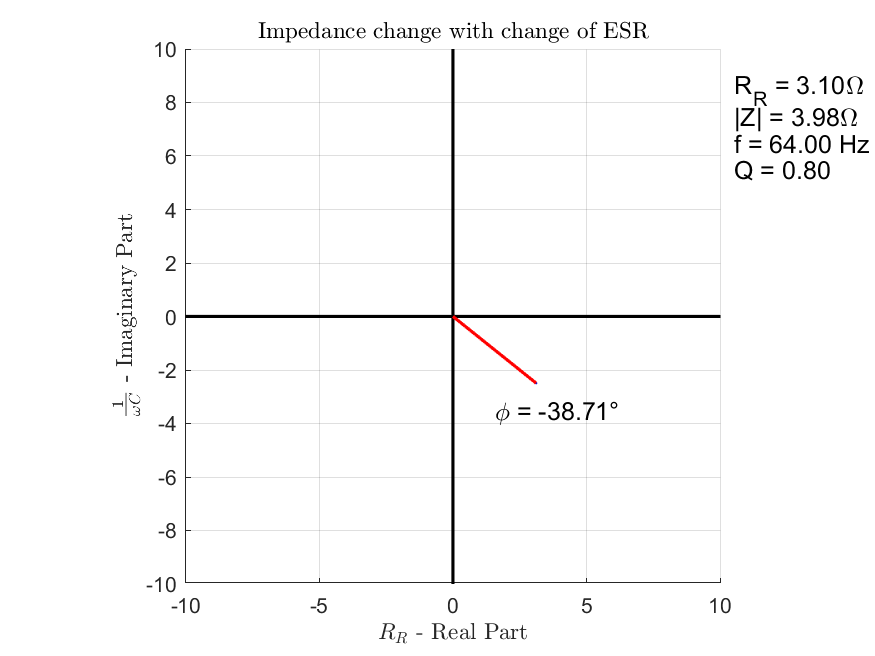 Impedance change with change of ESR
10
8
6
4
2
0
-2
-4
-6
-8
-10
-10
-5
0
5
10
1/ωC - Imaginary Part
R_R - Real Part
ϕ = -38.71°
R_R = 3.10Ω
|Z| = 3.98Ω
f = 64.00 Hz
Q = 0.80